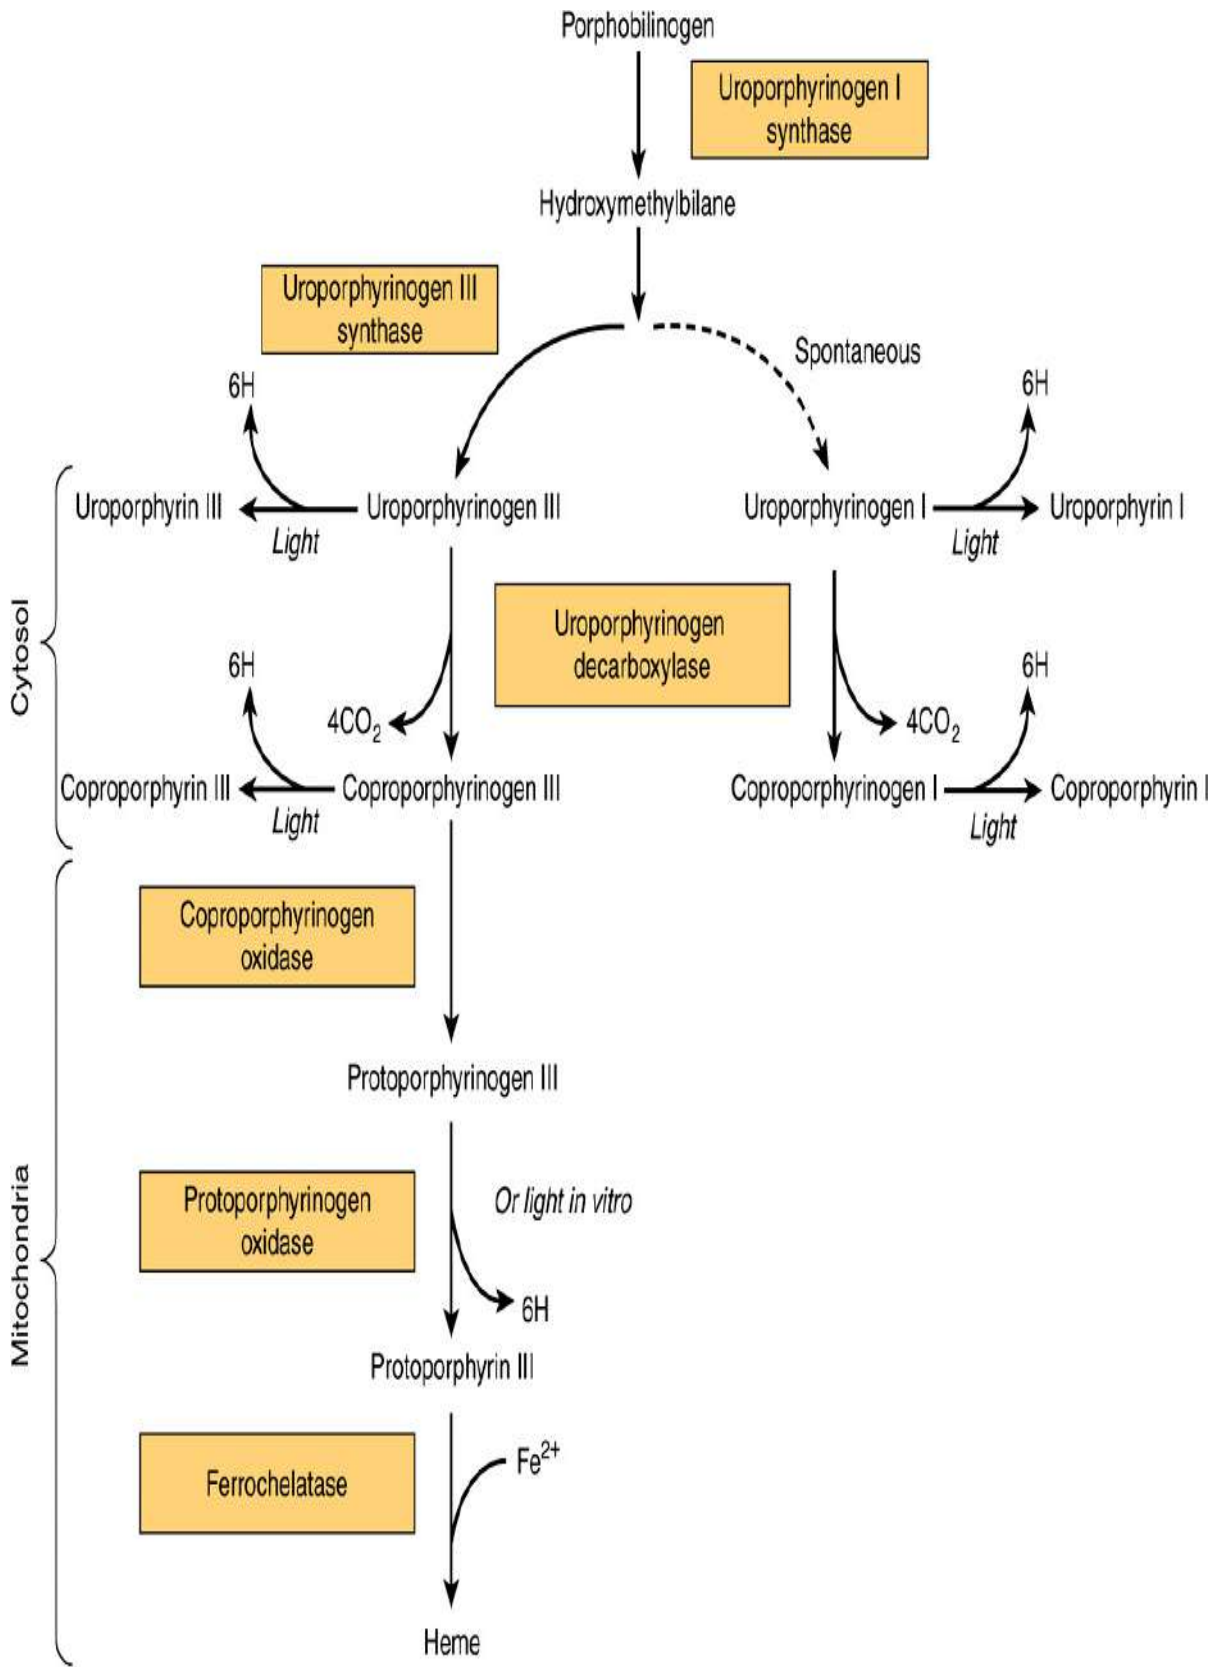 Porphobilinogen
Uroporphyrinogen I
synthase
Hydroxymethylbilane
Uroporphyrinogen III
synthase
Spontaneous
6H
6H
Uroporphyrin III
Uroporphyrinogen III
Uroporphyrinogen I
Uroporphyrin I
Light
Light
Cytosol
Uroporphyrinogen
decarboxylase
6H
6H
4CO2
4CO2
Coproporphyrin III
Coproporphyrinogen III
Coproporphyrinogen I
Coproporphyrin I
Light
Light
Mitochondria
Coproporphyrinogen
oxidase
Protoporphyrinogen III
Protoporphyrinogen
oxidase
Or light in vitro
6H
Protoporphyrin III
Ferrochelatase
Fe2+
Heme